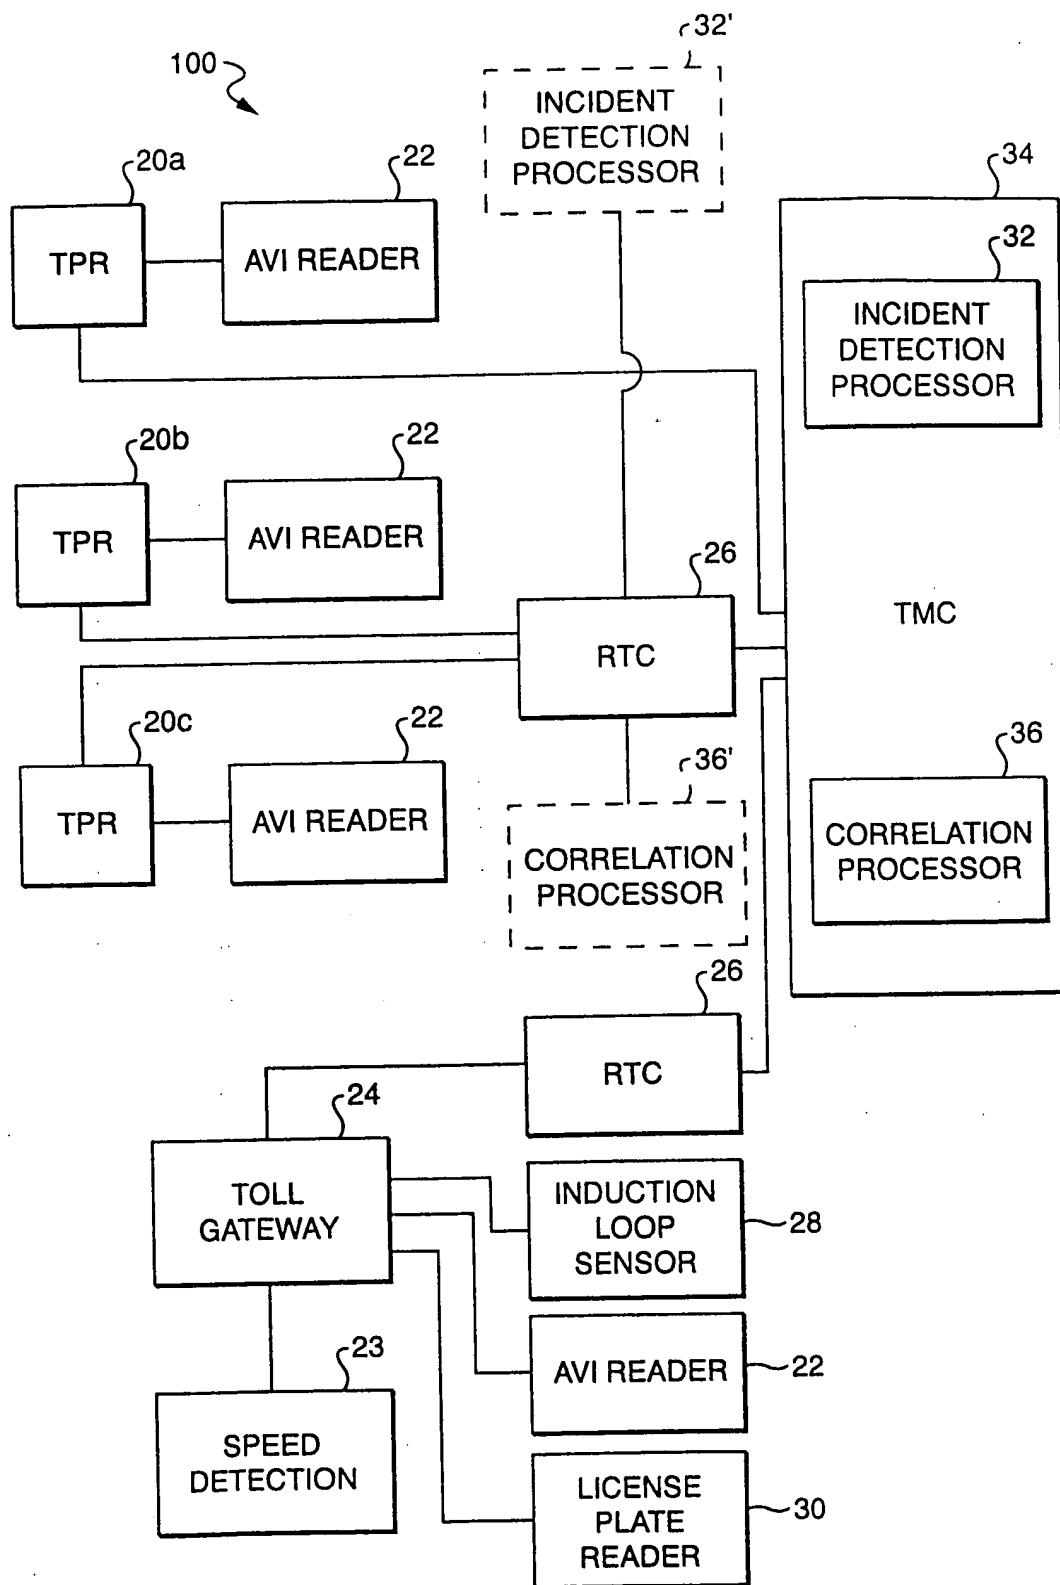 100
32'
INCIDENT
DETECTION
PROCESSOR
20a
22
34
TPR
AVI READER
32
INCIDENT
DETECTION
PROCESSOR
20b
22
TPR
AVI READER
26
RTC
TMC
20c
22
36'
36
TPR
AVI READER
CORRELATION
PROCESSOR
CORRELATION
PROCESSOR
26
RTC
24
TOLL
GATEWAY
INDUCTION
LOOP
SENSOR
28
23
AVI READER
22
SPEED
DETECTION
LICENSE
PLATE
READER
30